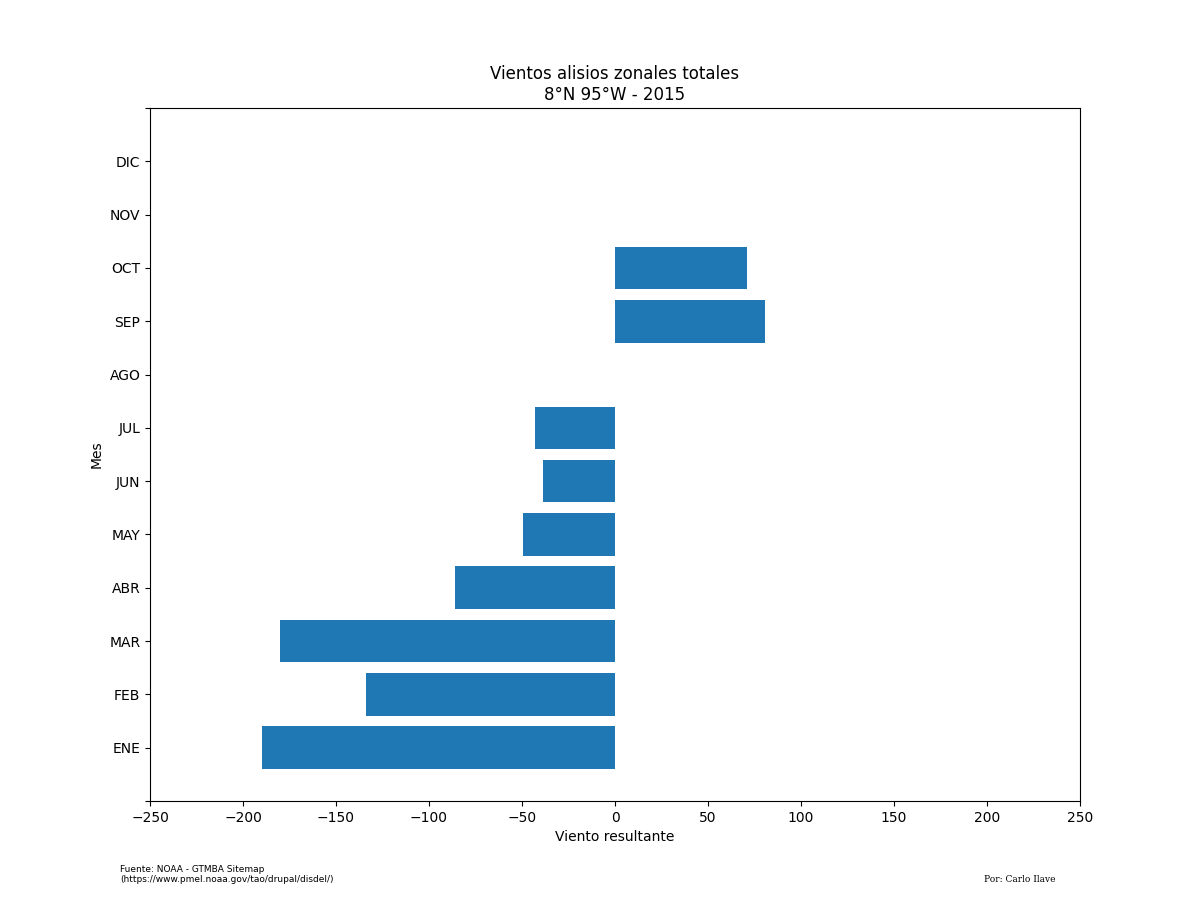 Vientos alisios zonales totales
8°N 95°W - 2015
DIC
NOV
OCT
SEP
AGO
JUL
JUN
MAY
ABR
MAR
FEB
ENE
Mes
−250 −200 −150 −100 −50 0 50 100 150 200 250
Viento resultante
Fuente: NOAA - GTMBA Sitemap
(https://www.pmel.noaa.gov/tao/drupal/disdel/)
Por: Carlo Ilave